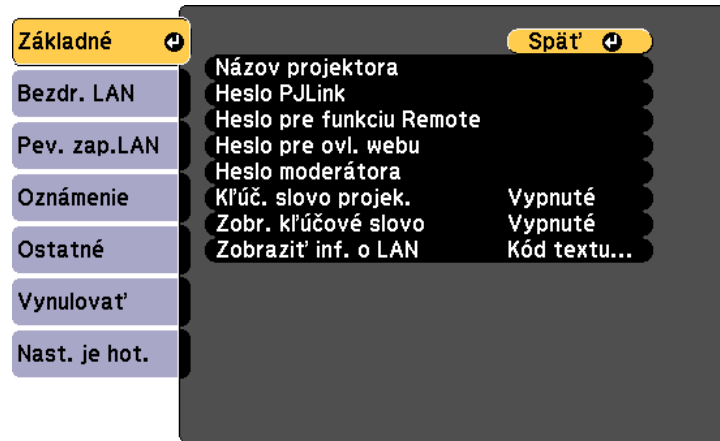 Základné
Bezdr. LAN
Pev. zap.LAN
Oznámenie
Ostatné
Vynulovať
Nast. je hot.
Späť
Názov projektora
Heslo PJLink
Heslo pre funkciu Remote
Heslo pre ovl. webu
Heslo moderátora
Kľúč. slovo projek. Vypnuté
Zobr. kľúčové slovo Vypnuté
Zobraziť inf. o LAN Kód textu...